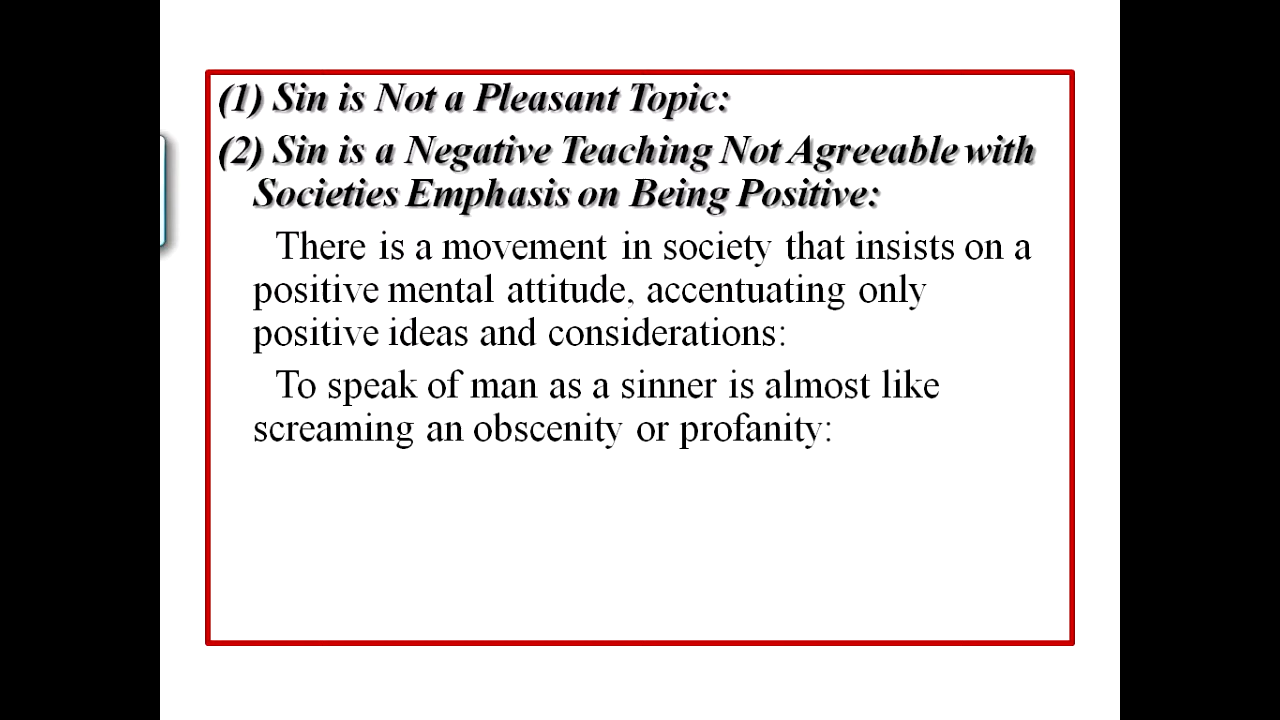 (1) Sin is Not a Pleasant Topic:
(2) Sin is a Negative Teaching Not Agreeable with
Societies Emphasis on Being Positive:
There is a movement in society that insists on a
positive mental attitude, accentuating only
positive ideas and considerations:
To speak of man as a sinner is almost like
screaming an obscenity or profanity: